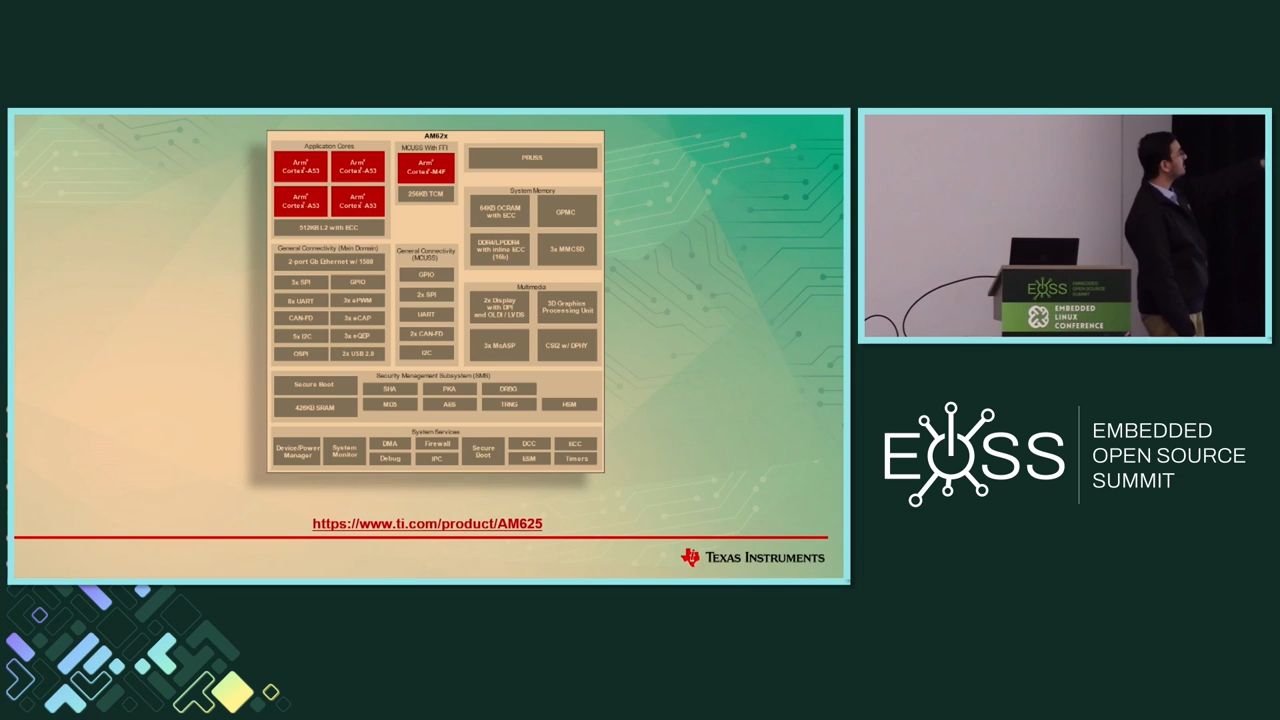 AM62x
Application Cores
Arm®
Cortex®-A53
Arm®
Cortex®-A53
Arm®
Cortex®-A53
Arm®
Cortex®-A53
512KB L2 with ECC
MCUSS With FFI
Arm®
Cortex®-M4F
256KB TCM
PRUSS
System Memory
64KB OCRAM
with ECC
GPMC
DDR4/LPDDR4
with inline ECC
(16b)
3x MMCSD
General Connectivity (Main Domain)
2-port Gb Ethernet w/ 1588
3x SPI
GPIO
8x UART
3x ePWM
CAN-FD
3x eCAP
5x I2C
3x eQEP
OSPI
2x USB 2.0
General Connectivity
(MCUSS)
GPIO
2x SPI
UART
2x CAN-FD
I2C
Multimedia
2x Display
with DPI
and OLDI / LVDS
3D Graphics
Processing Unit
3x McASP
CSI2 w/ DPHY
Security Management Subsystem (SMS)
Secure Boot
SHA
PKA
DRBG
426KB SRAM
MD5
AES
TRNG
HSM
System Services
Device/Power
Manager
System
Monitor
DMA
Debug
Firewall
IPC
Secure
Boot
DCC
ESM
ECC
Timers
https://www.ti.com/product/AM625
TEXAS INSTRUMENTS
EOSS
EMBEDDED
OPEN SOURCE
SUMMIT
EMBEDDED
LINUX
CONFERENCE
EOSS
EMBEDDED
OPEN SOURCE
SUMMIT